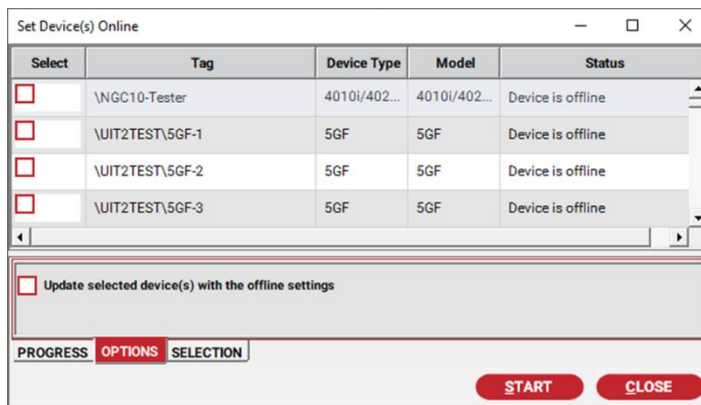 Set Device(s) Online
Select Tag Device Type Model Status
\NGC10-Tester 4010i/402... 4010i/402... Device is offline
\UIT2TEST\5GF-1 5GF 5GF Device is offline
\UIT2TEST\5GF-2 5GF 5GF Device is offline
\UIT2TEST\5GF-3 5GF 5GF Device is offline
Update selected device(s) with the offline settings
PROGRESS OPTIONS SELECTION
START CLOSE